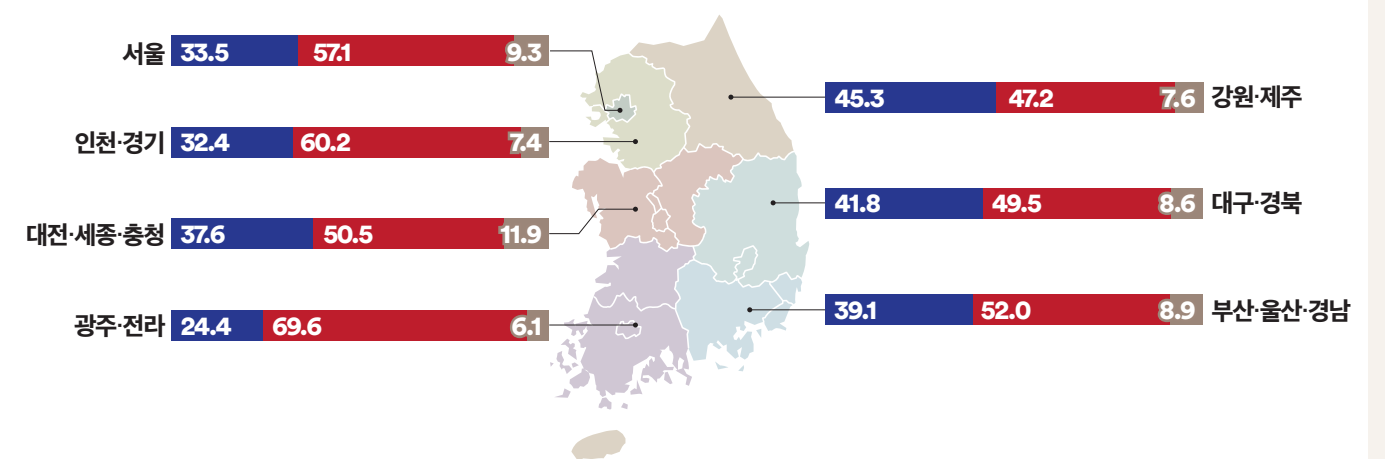 서울 33.5 57.1 9.3
인천·경기 32.4 60.2 7.4
대전·세종·충청 37.6 50.5 11.9
광주·전라 24.4 69.6 6.1
45.3 47.2 7.6 강원·제주
41.8 49.5 8.6 대구·경북
39.1 52.0 8.9 부산·울산·경남